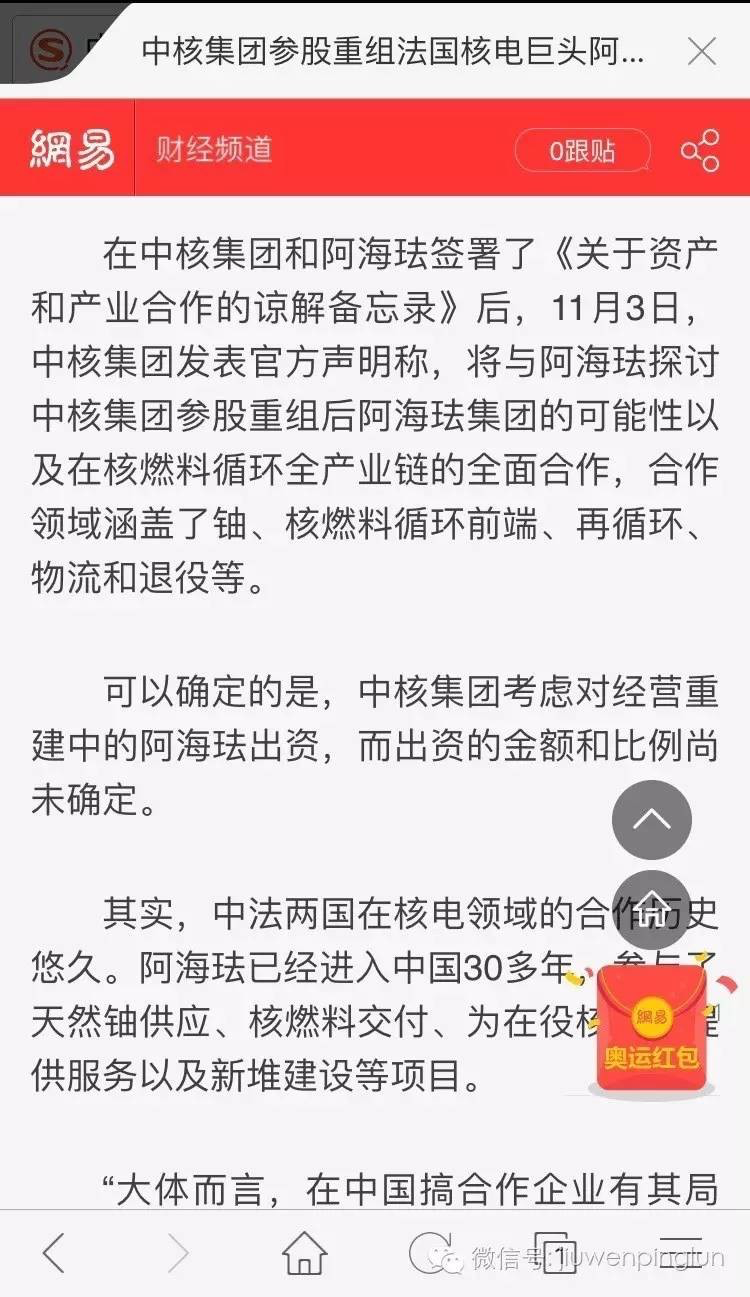 中核集团参股重组法国核电巨头阿...
網易 财经频道 0跟贴
在中核集团和阿海珐签署了《关于资产
和产业合作的谅解备忘录》后，11月3日，
中核集团发表官方声明称，将与阿海珐探讨
中核集团参股重组后阿海珐集团的可能性以
及在核燃料循环全产业链的全面合作，合作
领域涵盖了铀、核燃料循环前端、再循环、
物流和退役等。
可以确定的是，中核集团考虑对经营重
建中的阿海珐出资，而出资的金额和比例尚
未确定。
其实，中法两国在核电领域的合作历史
悠久。阿海珐已经进入中国30多年，参与了
天然铀供应、核燃料交付、为在役核
供服务以及新堆建设等项目。
網易
奥运红包
“大体而言，在中国搞合作企业有其局
1
微信号: jiuwenpinglun